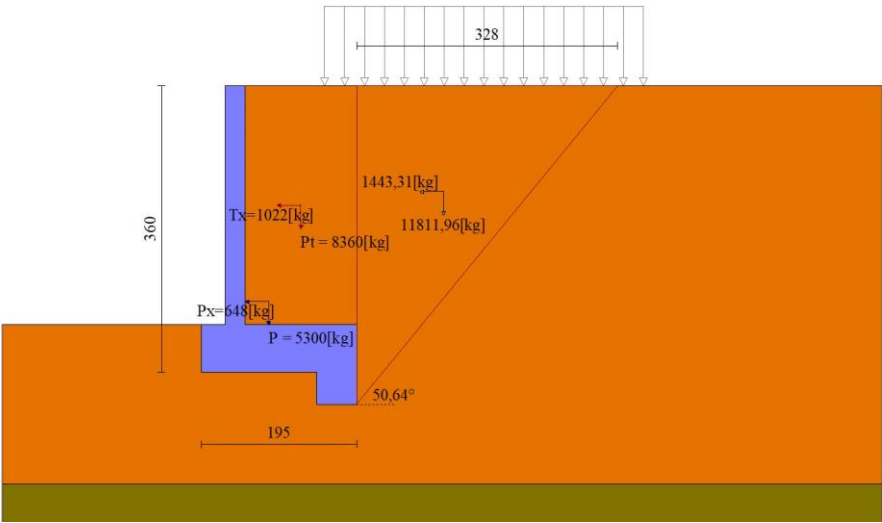 328
1443,31[kg]
Tx=1022[kg]
11811,96[kg]
Pt = 8360[kg]
360
Px=648[kg]
P = 5300[kg]
50,64°
195